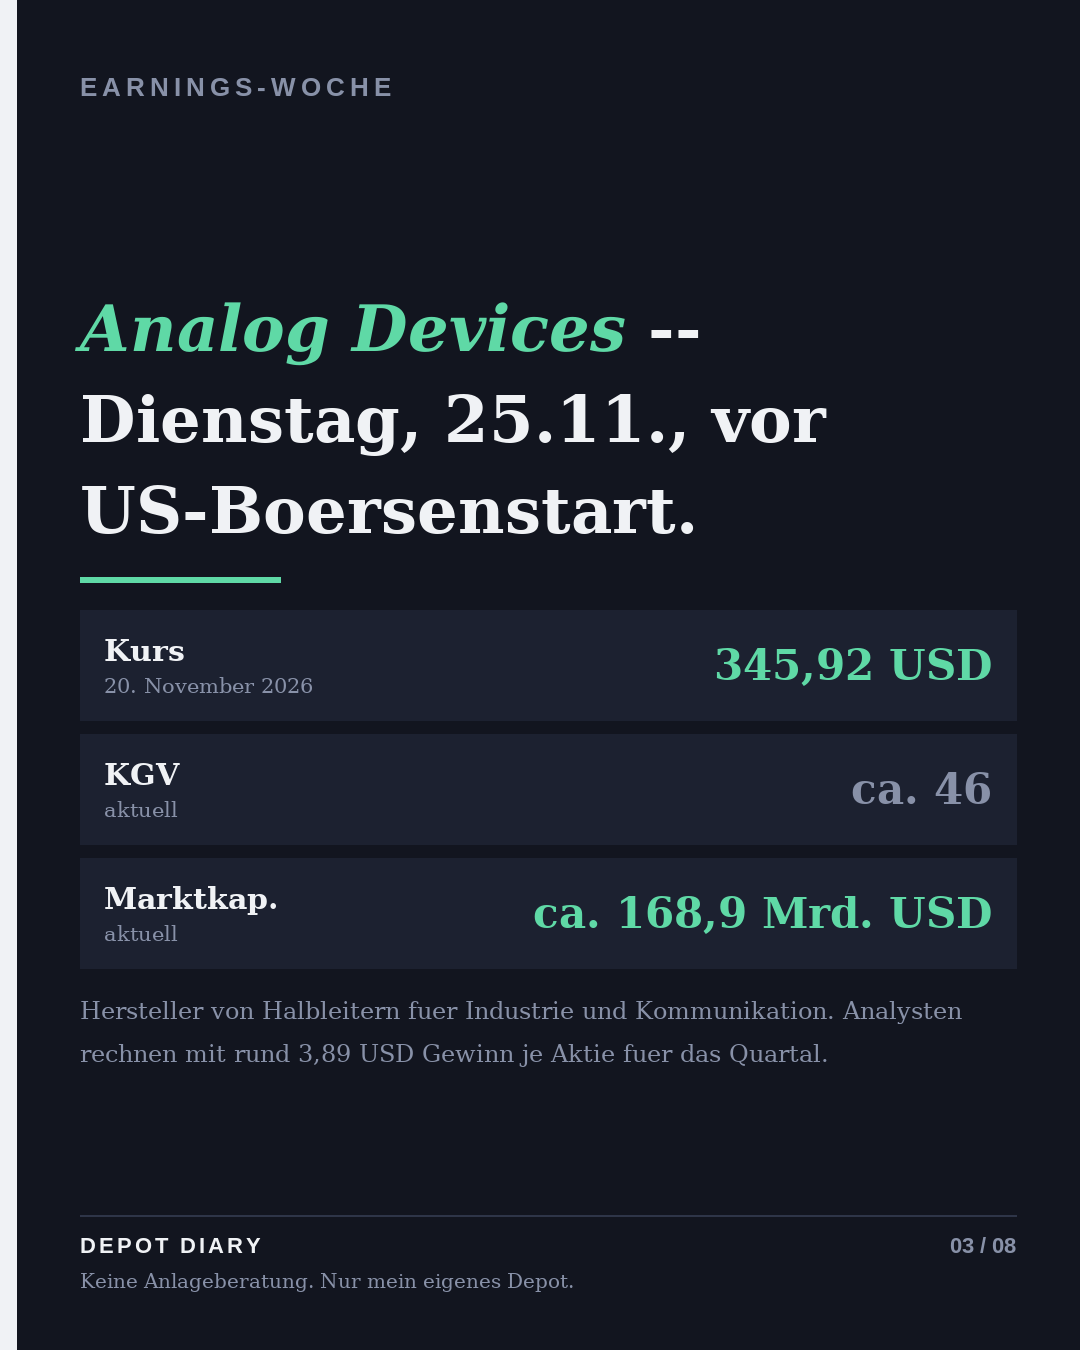 EARNINGS-WOCHE
Analog Devices --
Dienstag, 25.11., vor
US-Boersenstart.
Kurs
20. November 2026
345,92 USD
KGV
aktuell
ca. 46
Marktkap.
aktuell
ca. 168,9 Mrd. USD
Hersteller von Halbleitern fuer Industrie und Kommunikation. Analysten
rechnen mit rund 3,89 USD Gewinn je Aktie fuer das Quartal.
DEPOT DIARY
03 / 08
Keine Anlageberatung. Nur mein eigenes Depot.